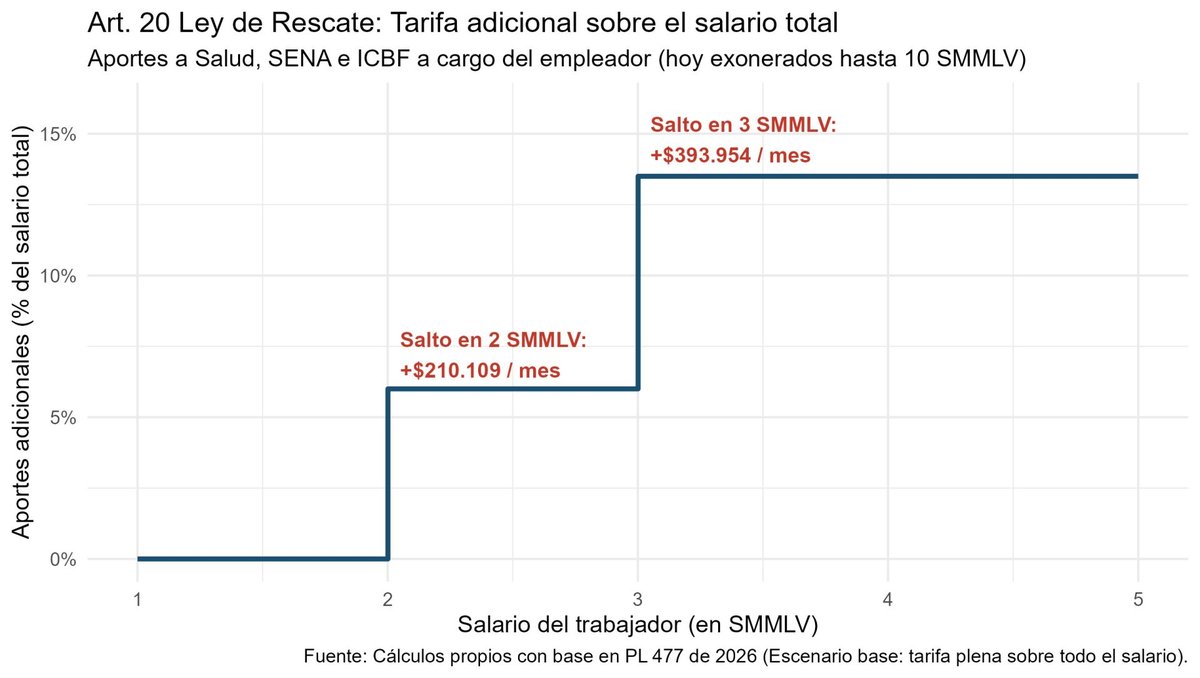 Art. 20 Ley de Rescate: Tarifa adicional sobre el salario total
Aportes a Salud, SENA e ICBF a cargo del empleador (hoy exonerados hasta 10 SMMLV)
Aportes adicionales (% del salario total)
15%
10%
5%
0%
Salto en 3 SMMLV:
+$393.954 / mes
Salto en 2 SMMLV:
+$210.109 / mes
1
2
3
4
5
Salario del trabajador (en SMMLV)
Fuente: Cálculos propios con base en PL 477 de 2026 (Escenario base: tarifa plena sobre todo el salario).